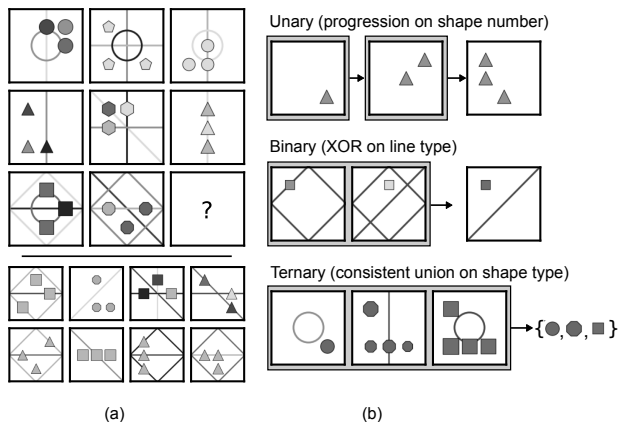 Unary (progression on shape number)
Binary (XOR on line type)
?
Ternary (consistent union on shape type)
{ , , }
(a) (b)